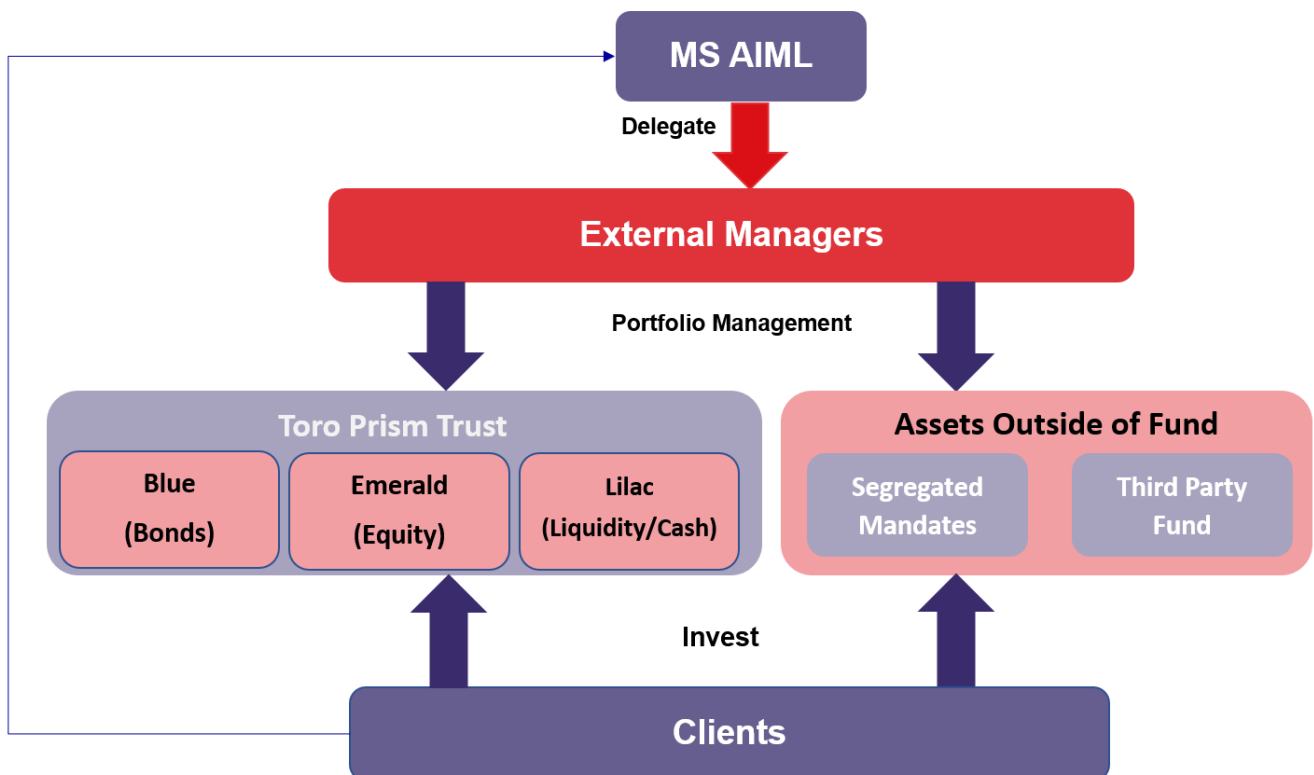 MS AIML
Delegate
External Managers
Portfolio Management
Toro Prism Trust
Blue
(Bonds)
Emerald
(Equity)
Lilac
(Liquidity/Cash)
Assets Outside of Fund
Segregated
Mandates
Third Party
Fund
Invest
Clients